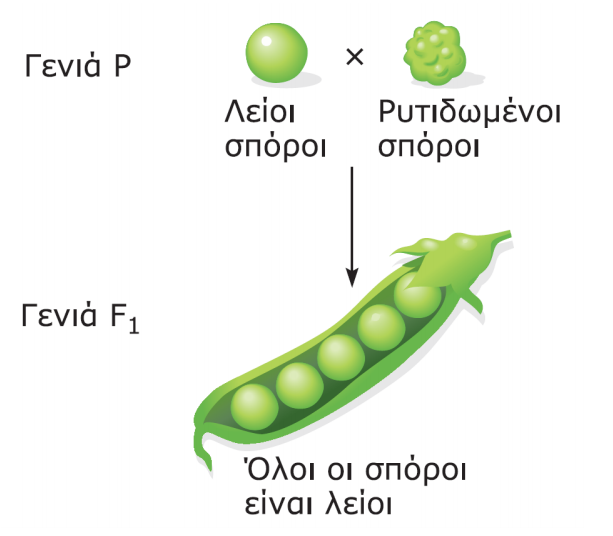 Γενιά P
×
Λείοι
σπόροι
Ρυτιδωμένοι
σπόροι
Γενιά F₁
Όλοι οι σπόροι
είναι λείοι